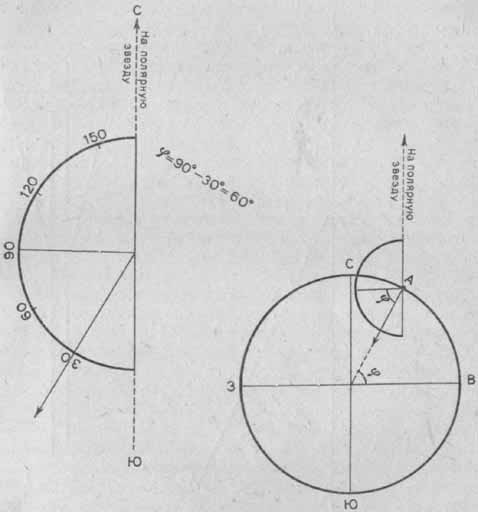 С
На полярную
звезду
150
120
90
60
30
Ю
φ=90°-30°=60°
На полярную
звезду
С
А
φ
φ
З
В
Ю